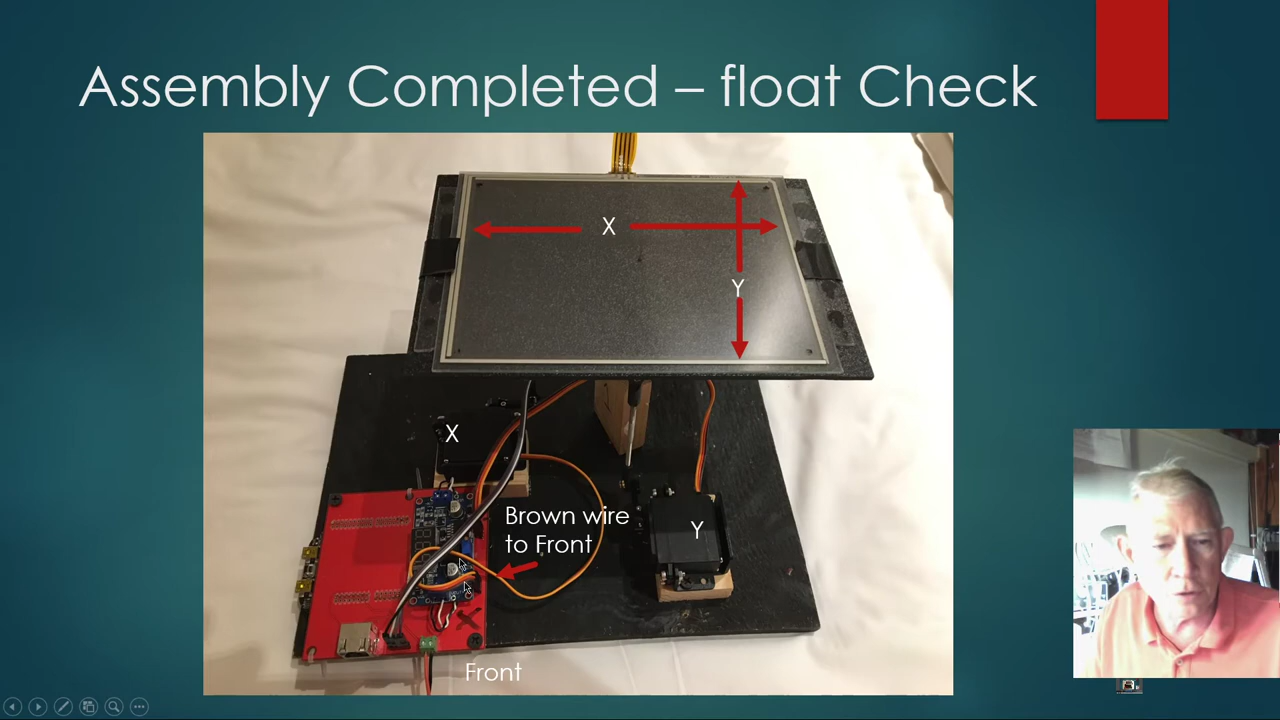 Assembly Completed – float Check
X
Y
X
Brown wire
to Front
Y
Front